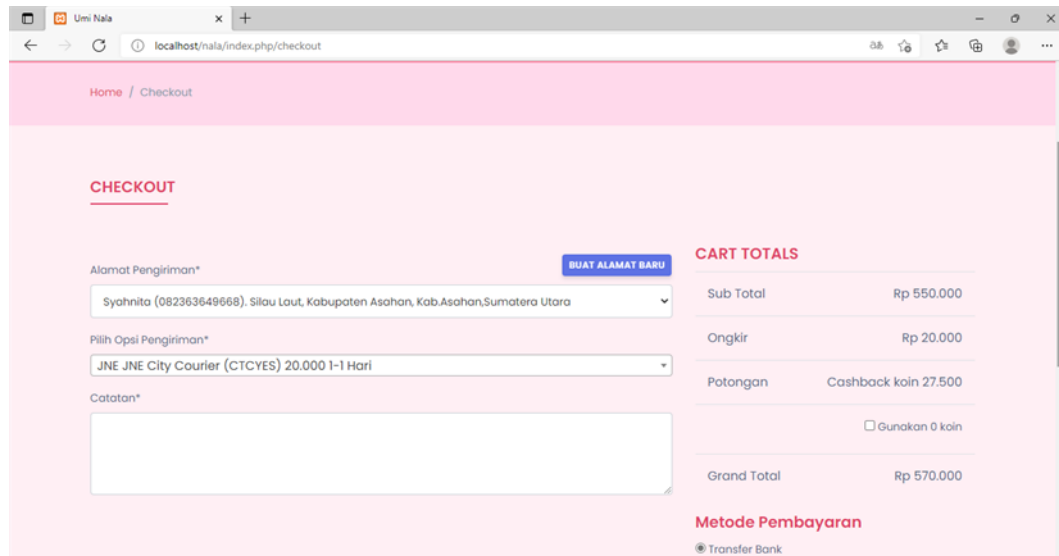 Umi Nala
localhost/nala/index.php/checkout
Home / Checkout
CHECKOUT
Alamat Pengiriman*
BUAT ALAMAT BARU
Syahnita (082363649668). Silau Laut, Kabupaten Asahan, Kab.Asahan,Sumatera Utara
Pilih Opsi Pengiriman*
JNE JNE City Courier (CTCYES) 20.000 1-1 Hari
Catatan*
CART TOTALS
Sub Total Rp 550.000
Ongkir Rp 20.000
Potongan Cashback koin 27.500
Gunakan 0 koin
Grand Total Rp 570.000
Metode Pembayaran
Transfer Bank